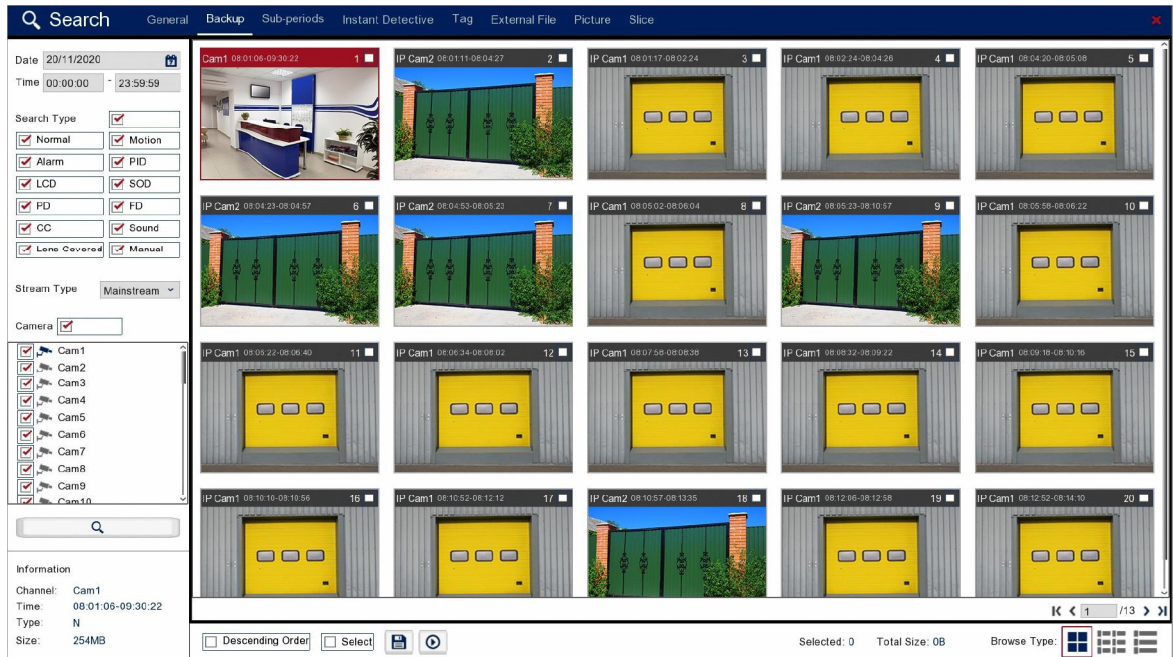 Search General Backup Sub-periods Instant Detective Tag External File Picture Slice
Date 20/11/2020
Time 00:00:00 - 23:59:59
Search Type
Normal Motion
Alarm PID
LCD SOD
PD FD
CC Sound
Lens Covered Manual
Stream Type Mainstream
Camera
Cam1
Cam2
Cam3
Cam4
Cam5
Cam6
Cam7
Cam8
Cam9
Cam10
Information
Channel: Cam1
Time: 08:01:06-09:30:22
Type: N
Size: 254MB
Cam1 08:01:06-09:30:22 1
IP Cam2 08:01:11-08:04:27 2
IP Cam1 08:01:17-08:02:24 3
IP Cam1 08:02:24-08:04:26 4
IP Cam1 08:04:20-08:05:08 5
IP Cam2 08:04:23-08:04:57 6
IP Cam2 08:04:53-08:05:23 7
IP Cam1 08:05:02-08:06:04 8
IP Cam2 08:05:23-08:10:57 9
IP Cam1 08:05:58-08:06:22 10
IP Cam1 08:06:22-08:06:40 11
IP Cam1 08:06:34-08:08:02 12
IP Cam1 08:07:58-08:08:38 13
IP Cam1 08:08:32-08:09:22 14
IP Cam1 08:09:18-08:10:16 15
IP Cam1 08:10:10-08:10:56 16
IP Cam1 08:10:52-08:12:12 17
IP Cam2 08:10:57-08:13:35 18
IP Cam1 08:12:06-08:12:58 19
IP Cam1 08:12:52-08:14:10 20
1 /13
Descending Order Select Selected: 0 Total Size: 0B Browse Type: